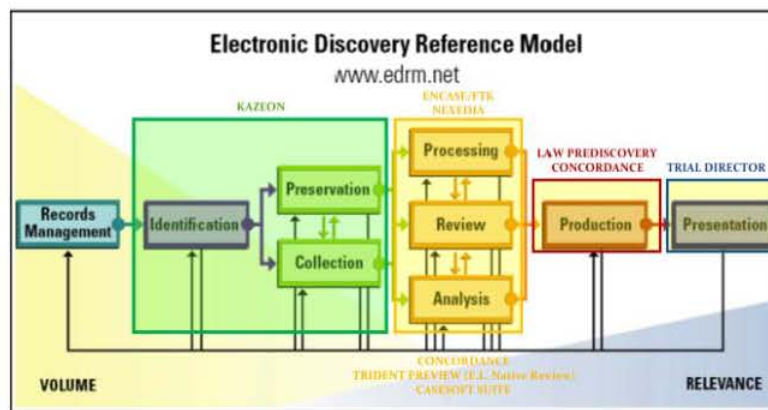 Electronic Discovery Reference Model
www.edrm.net
KAZEON
ENCASE/FTK
NEXEDIA
LAW PREDISCOVERY
CONCORDANCE
TRIAL DIRECTOR
Records
Management
Identification
Preservation
Collection
Processing
Review
Analysis
Production
Presentation
CONCORDANCE
TRIDENT PREVIEW (E.L. Native Review)
CASESOFT SUITE
VOLUME
RELEVANCE